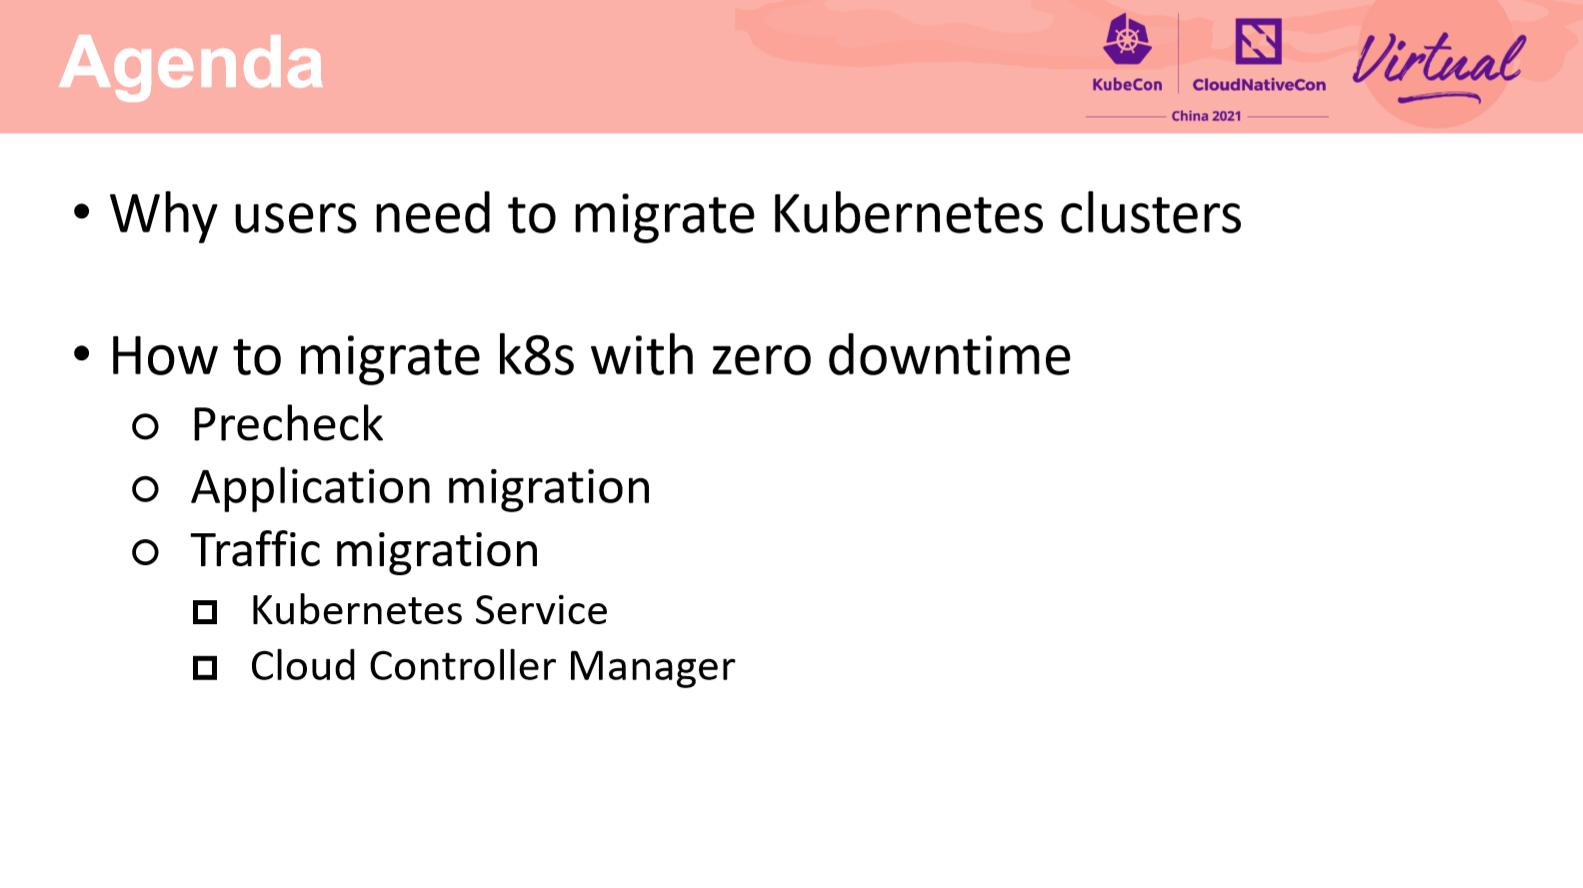 Agenda
KubeCon
CloudNativeCon
China 2021
Virtual
• Why users need to migrate Kubernetes clusters
• How to migrate k8s with zero downtime
○ Precheck
○ Application migration
○ Traffic migration
□ Kubernetes Service
□ Cloud Controller Manager